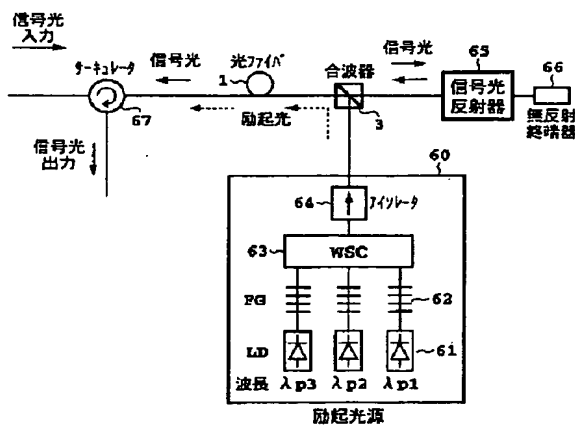 信号光
入力
サーキュレータ
67
信号光
出力
信号光
光ファイバ
1
励起光
合波器
3
信号光
65
信号光
反射器
66
無反射
終端器
60
64
アイソレータ
63
WSC
FG
62
LD
61
波長 λp3 λp2 λp1
励起光源